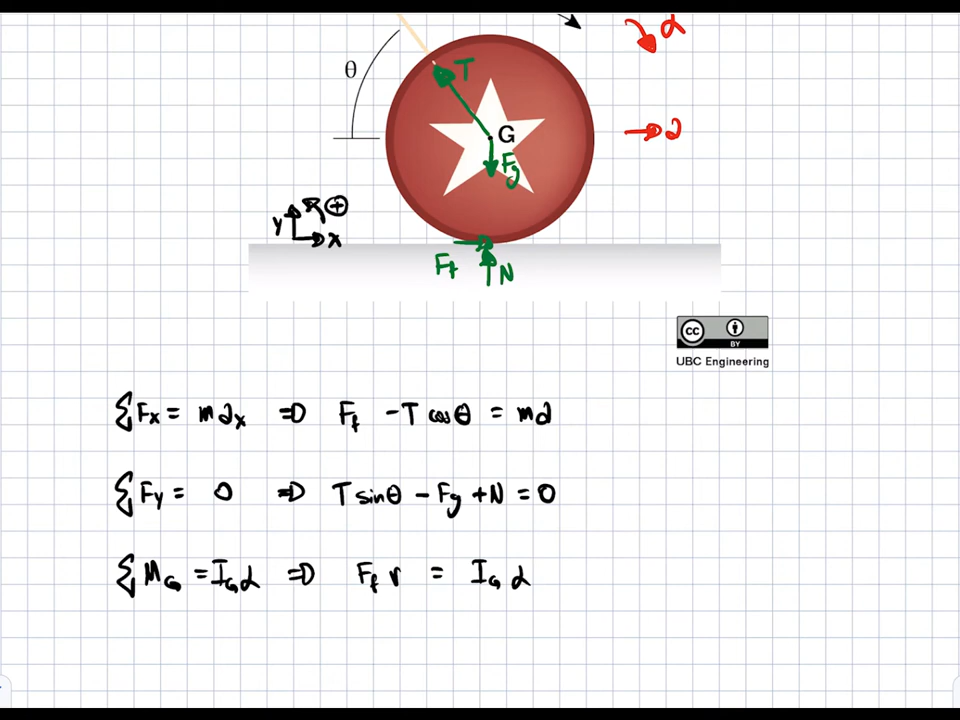 α
θ
T
G
a
Fg
y
+
x
Ff
N
CC BY
UBC Engineering
ΣFx = max ⇒ Ff - T cosθ = ma
ΣFy = 0 ⇒ T sinθ - Fg + N = 0
ΣMG = IGα ⇒ Ff r = IG α